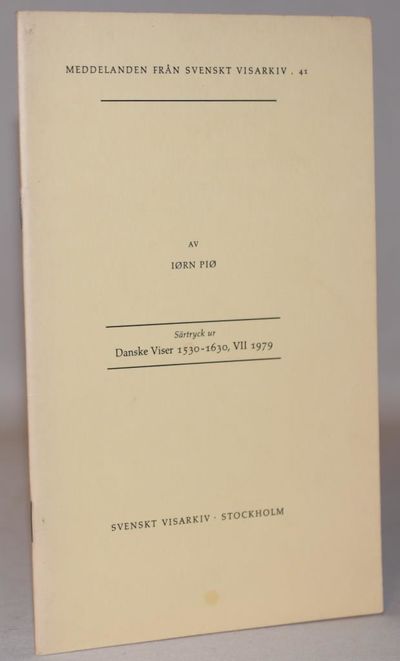 MEDDELANDEN FRÅN SVENSKT VISARKIV . 41
AV
IØRN PIØ
Särtryck ur
Danske Viser 1530-1630, VII 1979
SVENSKT VISARKIV · STOCKHOLM